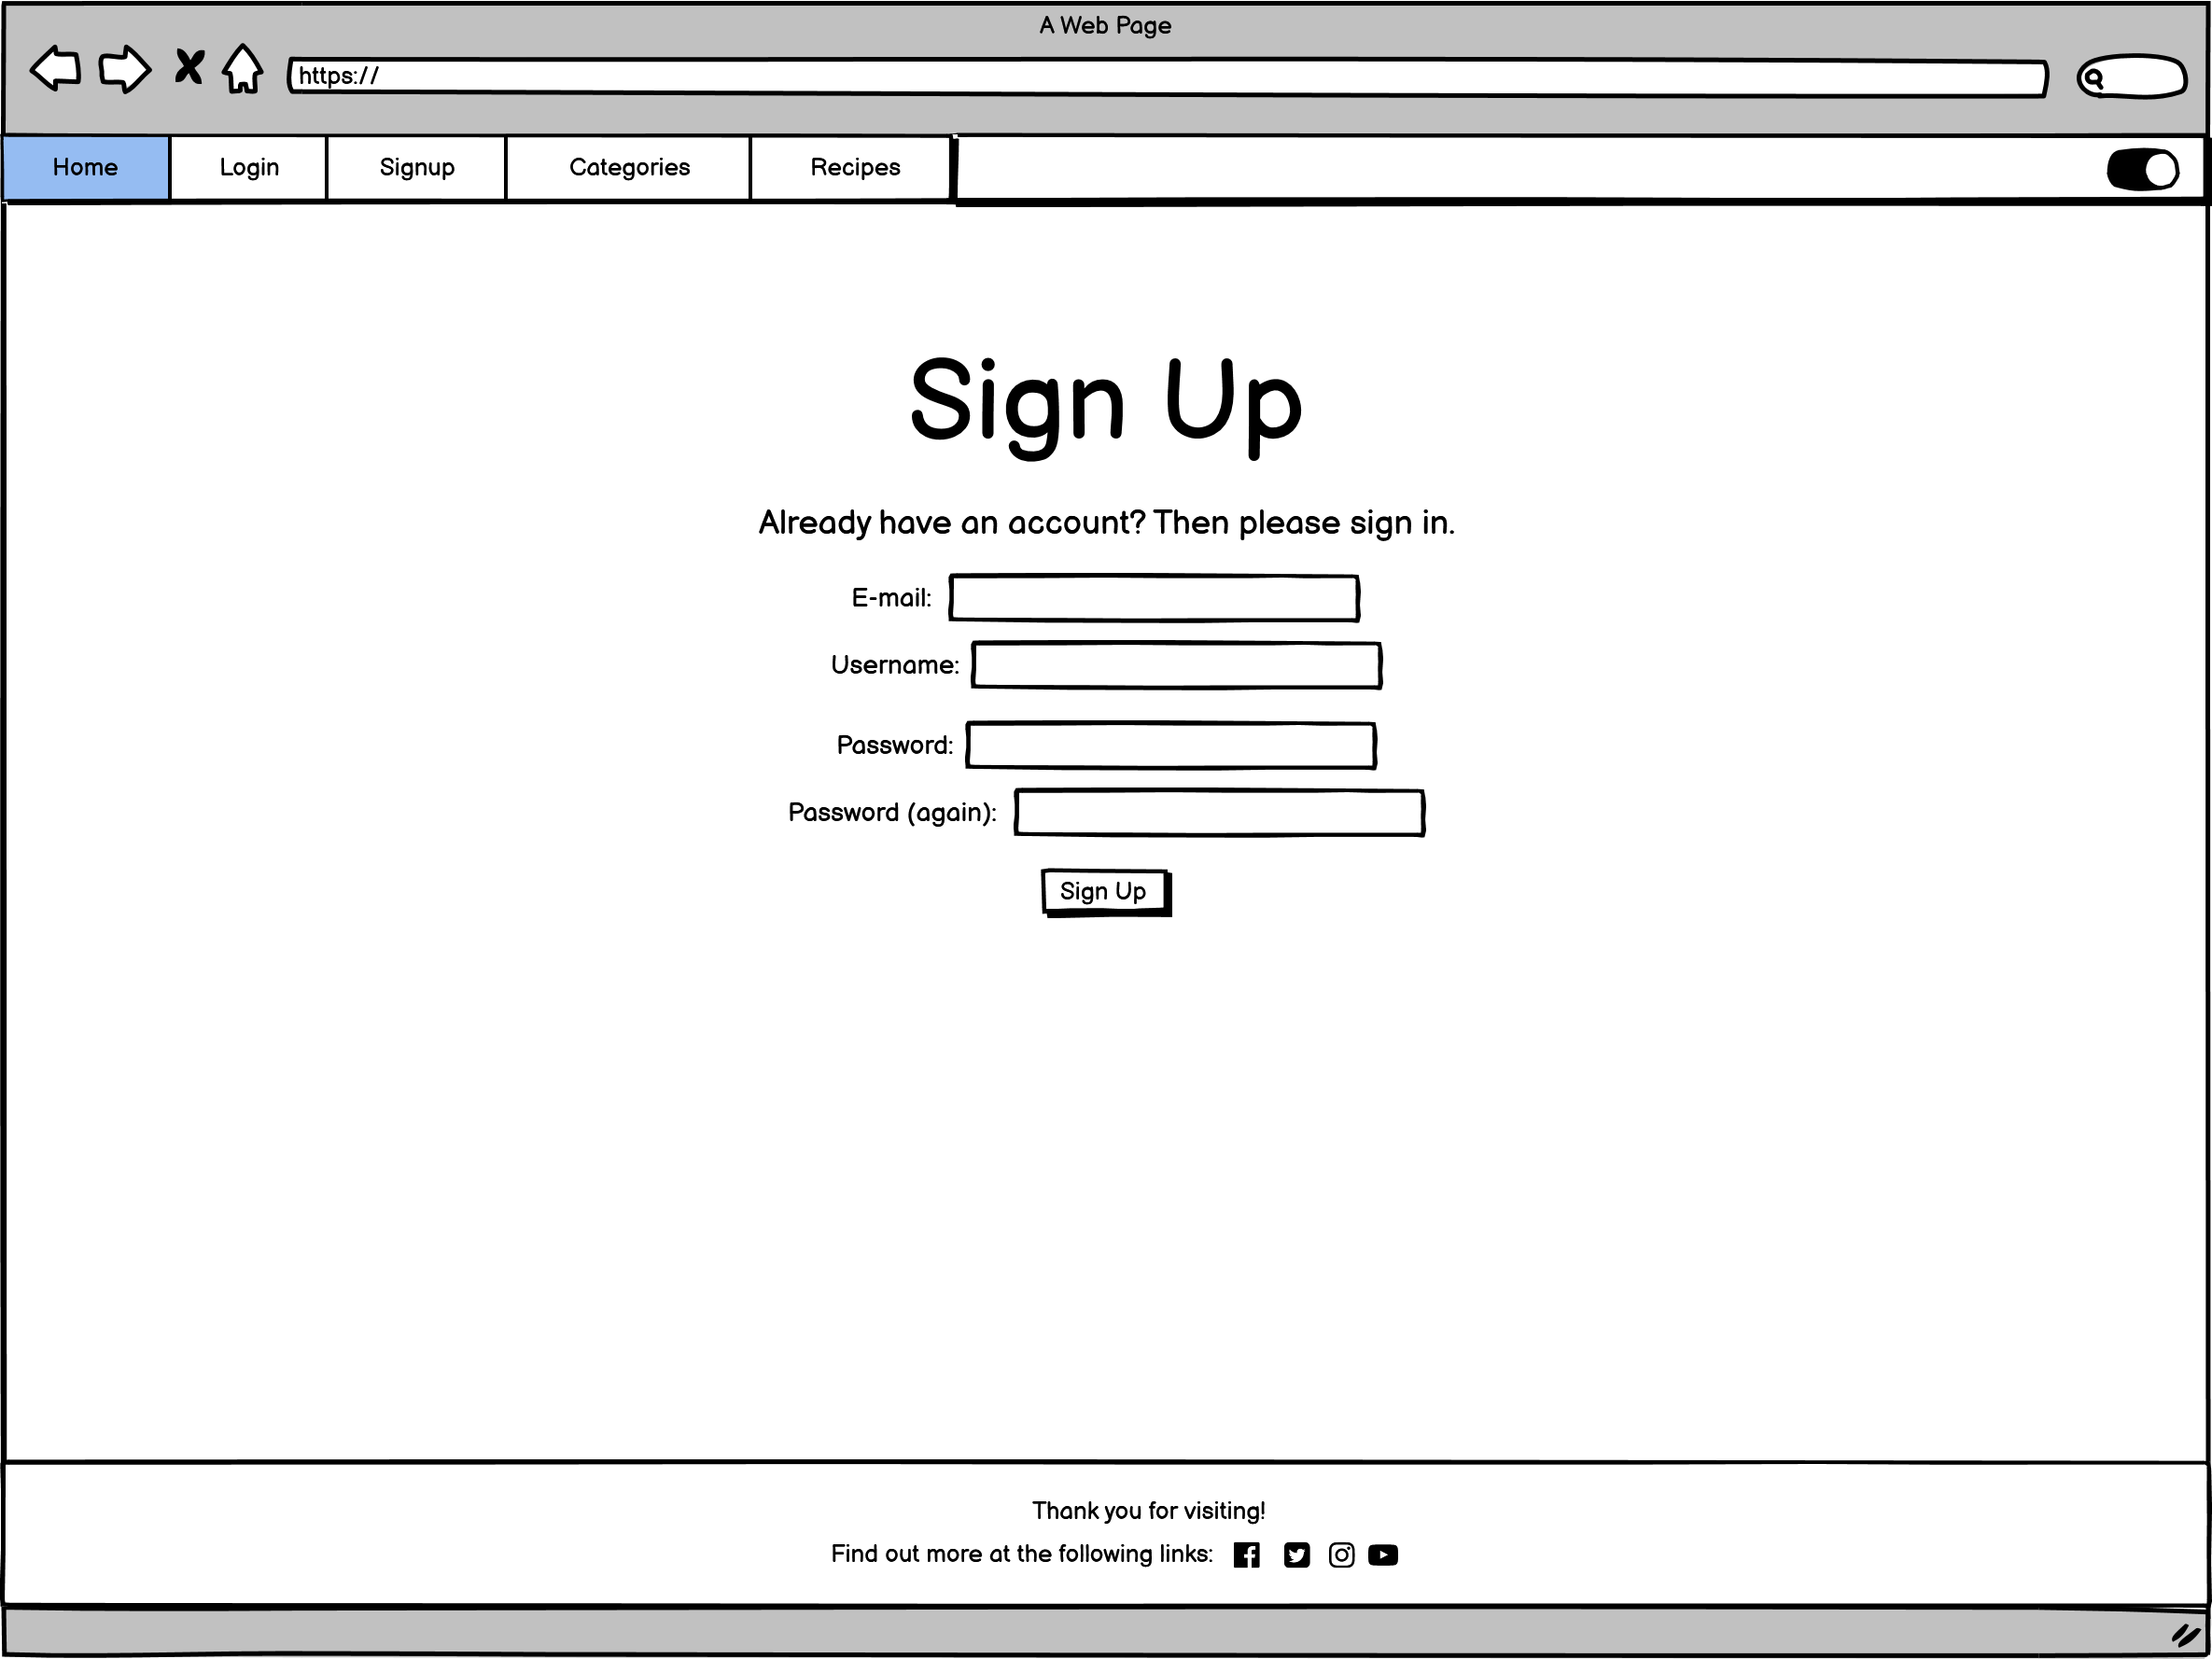 A Web Page
https://
Home Login Signup Categories Recipes
Sign Up
Already have an account? Then please sign in.
E-mail:
Username:
Password:
Password (again):
Sign Up
Thank you for visiting!
Find out more at the following links: